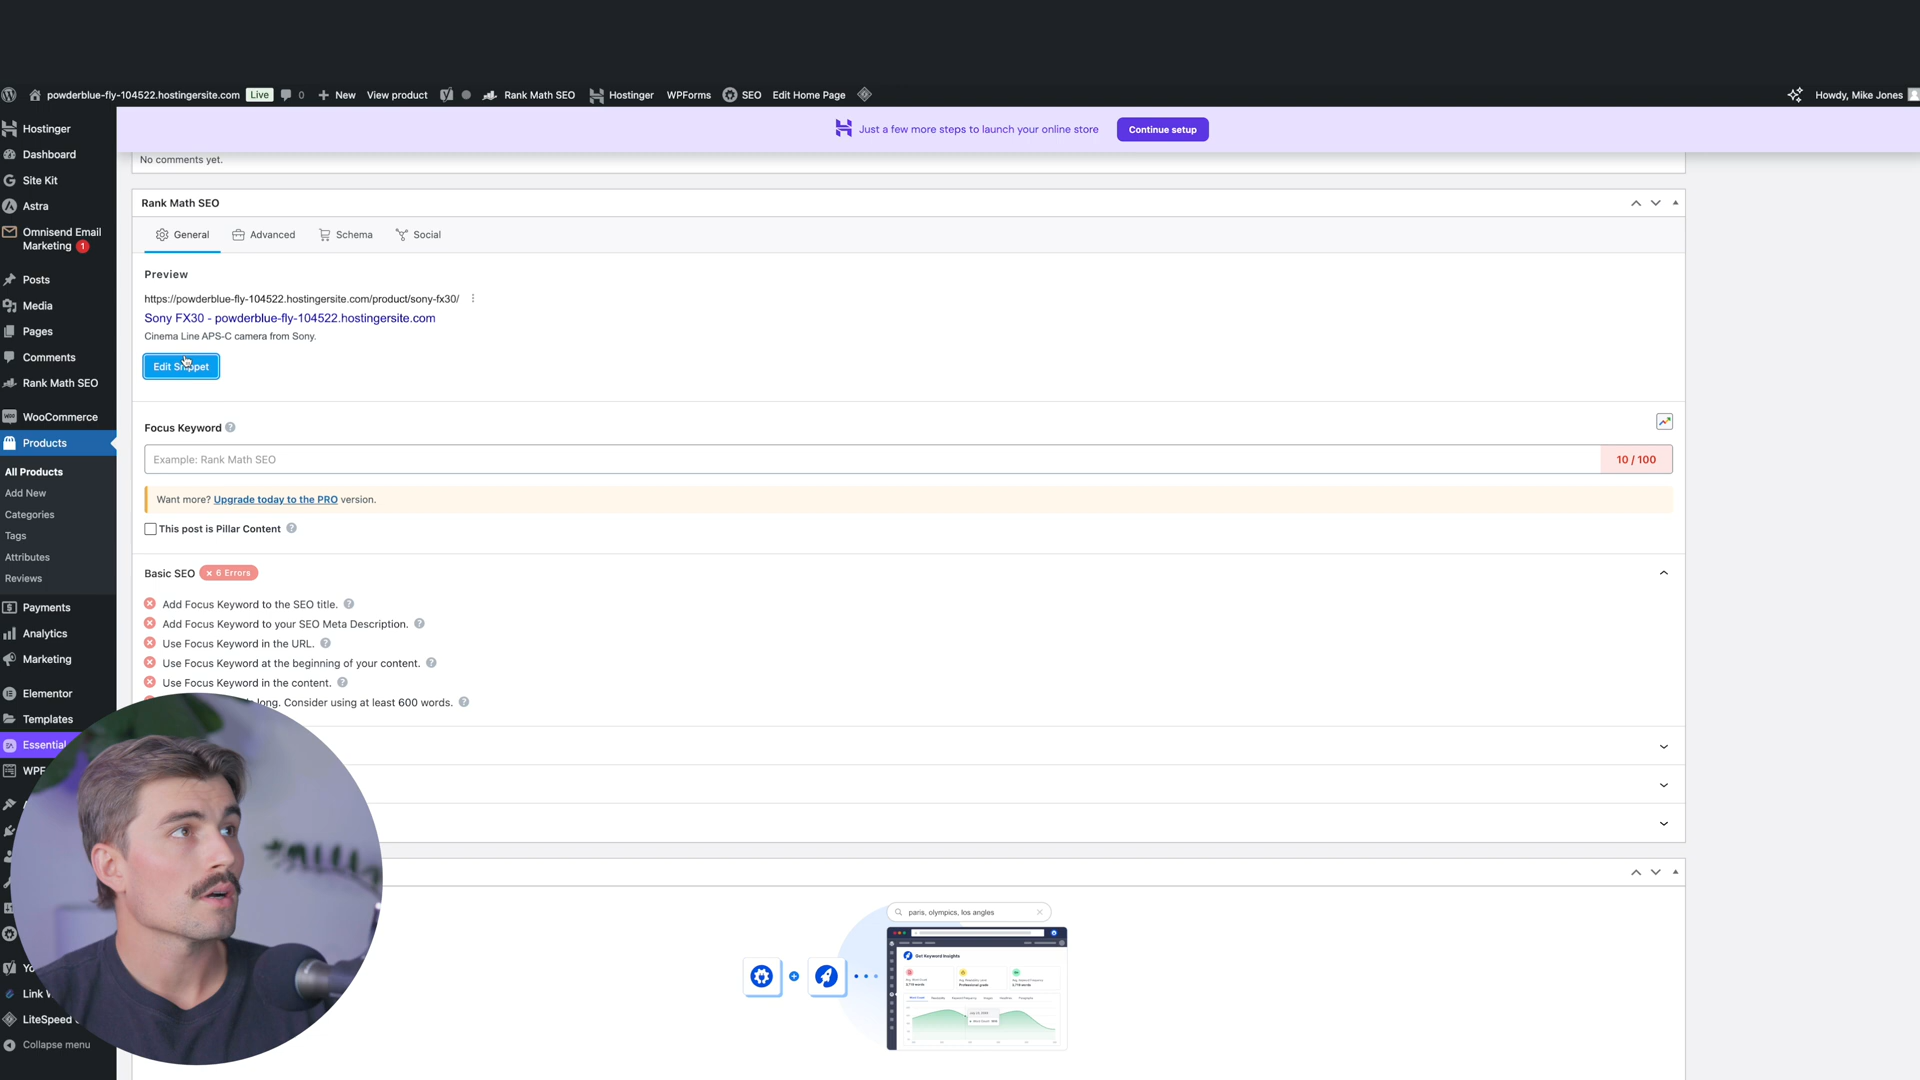 powderblue-fly-104522.hostingersite.com Live 0 New View product Rank Math SEO Hostinger WPForms SEO Edit Home Page Howdy, Mike Jones
Just a few more steps to launch your online store Continue setup
Hostinger
Dashboard
Site Kit
Astra
Omnisend Email
Marketing 1
Posts
Media
Pages
Comments
Rank Math SEO
WooCommerce
Products
All Products
Add New
Categories
Tags
Attributes
Reviews
Payments
Analytics
Marketing
Elementor
Templates
Essential
LiteSpeed
Collapse menu
No comments yet.
Rank Math SEO
General Advanced Schema Social
Preview
https://powderblue-fly-104522.hostingersite.com/product/sony-fx30/
Sony FX30 - powderblue-fly-104522.hostingersite.com
Cinema Line APS-C camera from Sony.
Edit Snippet
Focus Keyword
Example: Rank Math SEO 10 / 100
Want more? Upgrade today to the PRO version.
This post is Pillar Content
Basic SEO × 6 Errors
Add Focus Keyword to the SEO title.
Add Focus Keyword to your SEO Meta Description.
Use Focus Keyword in the URL.
Use Focus Keyword at the beginning of your content.
Use Focus Keyword in the content.
long. Consider using at least 600 words.
paris, olympics, los angles
Get Keyword Insights